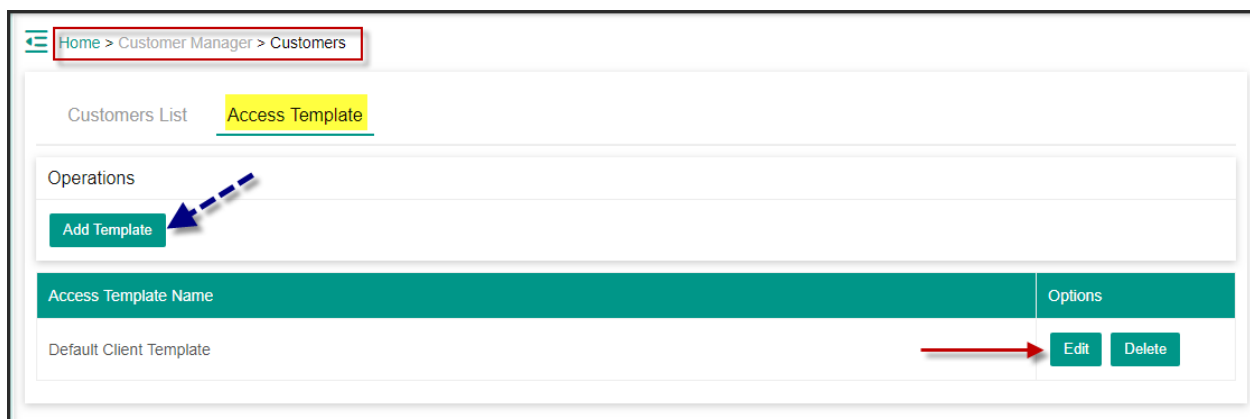 Home > Customer Manager > Customers
Customers List Access Template
Operations
Add Template
Access Template Name Options
Default Client Template Edit Delete